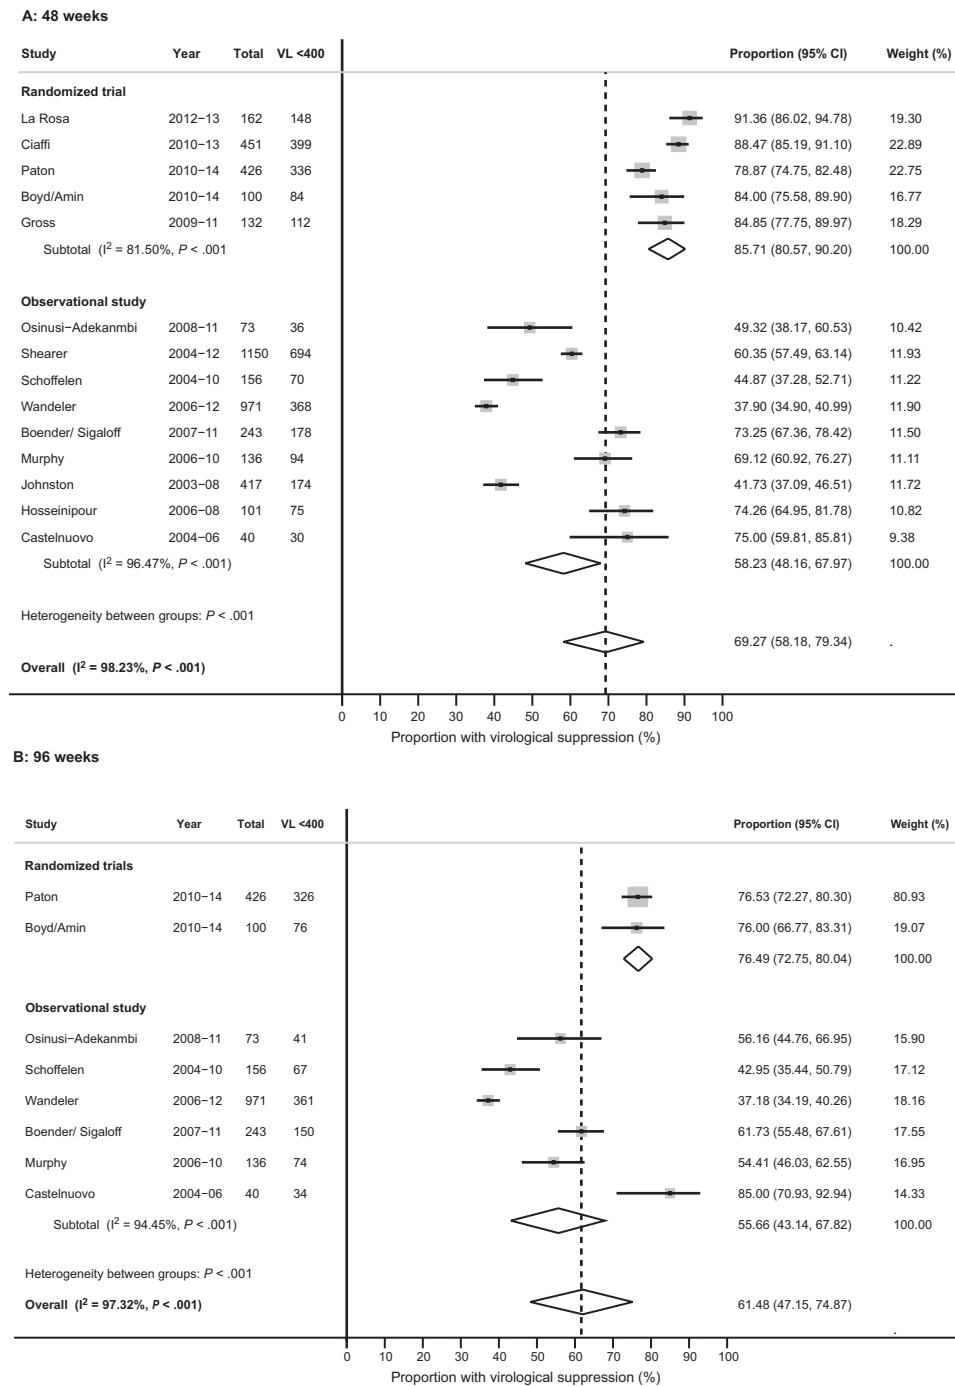 A: 48 weeks
Study Year Total VL <400 Proportion (95% CI) Weight (%)
Randomized trial
La Rosa 2012-13 162 148 91.36 (86.02, 94.78) 19.30
Ciaffi 2010-13 451 399 88.47 (85.19, 91.10) 22.89
Paton 2010-14 426 336 78.87 (74.75, 82.48) 22.75
Boyd/Amin 2010-14 100 84 84.00 (75.58, 89.90) 16.77
Gross 2009-11 132 112 84.85 (77.75, 89.97) 18.29
Subtotal (I² = 81.50%, P < .001 85.71 (80.57, 90.20) 100.00
Observational study
Osinusi−Adekanmbi 2008-11 73 36 49.32 (38.17, 60.53) 10.42
Shearer 2004-12 1150 694 60.35 (57.49, 63.14) 11.93
Schoffelen 2004-10 156 70 44.87 (37.28, 52.71) 11.22
Wandeler 2006-12 971 368 37.90 (34.90, 40.99) 11.90
Boender/ Sigaloff 2007-11 243 178 73.25 (67.36, 78.42) 11.50
Murphy 2006-10 136 94 69.12 (60.92, 76.27) 11.11
Johnston 2003-08 417 174 41.73 (37.09, 46.51) 11.72
Hosseinipour 2006-08 101 75 74.26 (64.95, 81.78) 10.82
Castelnuovo 2004-06 40 30 75.00 (59.81, 85.81) 9.38
Subtotal (I² = 96.47%, P < .001) 58.23 (48.16, 67.97) 100.00
Heterogeneity between groups: P < .001
69.27 (58.18, 79.34) .
Overall (I² = 98.23%, P < .001)
0 10 20 30 40 50 60 70 80 90 100
Proportion with virological suppression (%)
B: 96 weeks
Study Year Total VL <400 Proportion (95% CI) Weight (%)
Randomized trials
Paton 2010-14 426 326 76.53 (72.27, 80.30) 80.93
Boyd/Amin 2010-14 100 76 76.00 (66.77, 83.31) 19.07
76.49 (72.75, 80.04) 100.00
Observational study
Osinusi−Adekanmbi 2008-11 73 41 56.16 (44.76, 66.95) 15.90
Schoffelen 2004-10 156 67 42.95 (35.44, 50.79) 17.12
Wandeler 2006-12 971 361 37.18 (34.19, 40.26) 18.16
Boender/ Sigaloff 2007-11 243 150 61.73 (55.48, 67.61) 17.55
Murphy 2006-10 136 74 54.41 (46.03, 62.55) 16.95
Castelnuovo 2004-06 40 34 85.00 (70.93, 92.94) 14.33
Subtotal (I² = 94.45%, P < .001) 55.66 (43.14, 67.82) 100.00
Heterogeneity between groups: P < .001
Overall (I² = 97.32%, P < .001) 61.48 (47.15, 74.87)
.
0 10 20 30 40 50 60 70 80 90 100
Proportion with virological suppression (%)